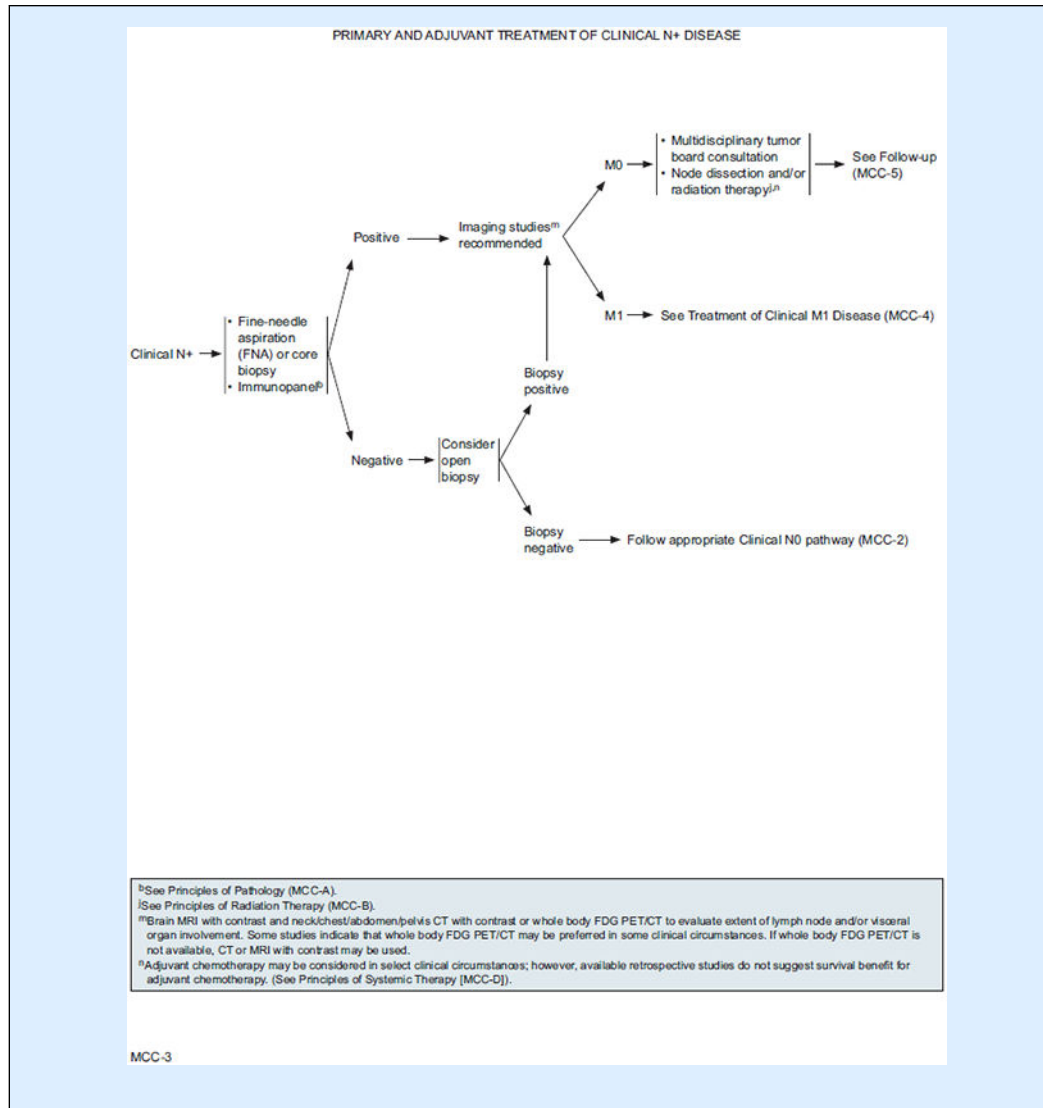 PRIMARY AND ADJUVANT TREATMENT OF CLINICAL N+ DISEASE
Clinical N+
• Fine-needle
aspiration
(FNA) or core
biopsy
• Immunopanelᵇ
Positive
Imaging studiesᵐ
recommended
M0
• Multidisciplinary tumor
board consultation
• Node dissection and/or
radiation therapyʲ,ⁿ
See Follow-up
(MCC-5)
M1
See Treatment of Clinical M1 Disease (MCC-4)
Negative
Consider
open
biopsy
Biopsy
positive
Biopsy
negative
Follow appropriate Clinical N0 pathway (MCC-2)
ᵇSee Principles of Pathology (MCC-A).
ʲSee Principles of Radiation Therapy (MCC-B).
ᵐBrain MRI with contrast and neck/chest/abdomen/pelvis CT with contrast or whole body FDG PET/CT to evaluate extent of lymph node and/or visceral
organ involvement. Some studies indicate that whole body FDG PET/CT may be preferred in some clinical circumstances. If whole body FDG PET/CT is
not available, CT or MRI with contrast may be used.
ⁿAdjuvant chemotherapy may be considered in select clinical circumstances; however, available retrospective studies do not suggest survival benefit for
adjuvant chemotherapy. (See Principles of Systemic Therapy [MCC-D]).
MCC-3